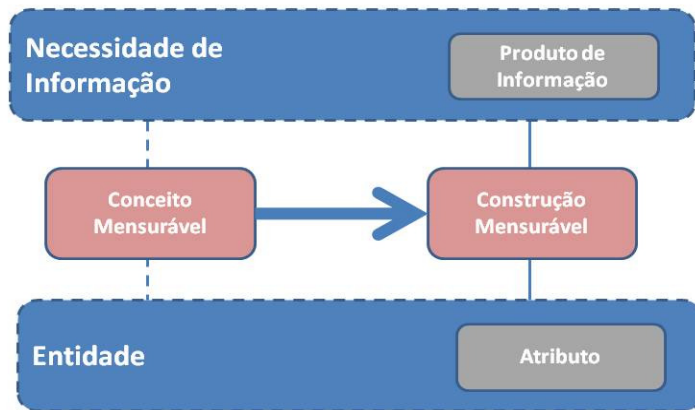 Necessidade de
Informação
Produto de
Informação
Conceito
Mensurável
Construção
Mensurável
Entidade
Atributo